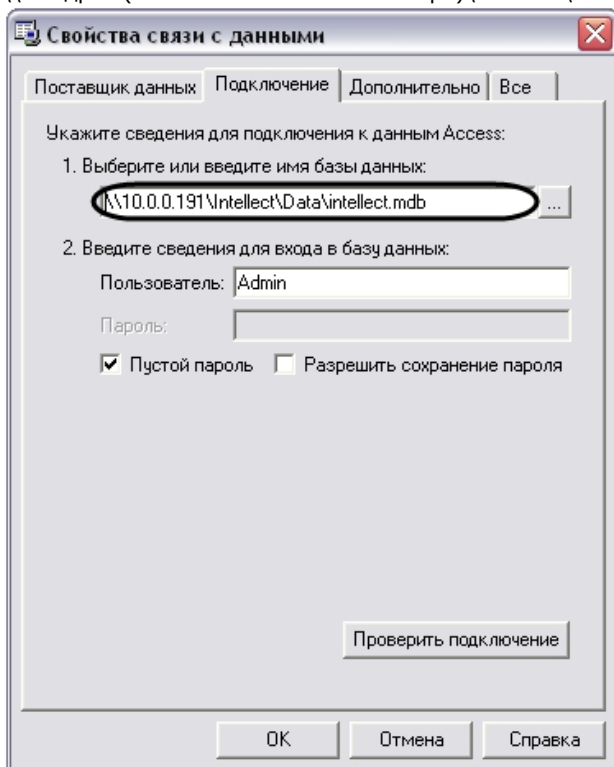 Свойства связи с данными
Поставщик данных Подключение Дополнительно Все
Укажите сведения для подключения к данным Access:
1. Выберите или введите имя базы данных:
\\10.0.0.191\Intellect\Data\intellect.mdb ...
2. Введите сведения для входа в базу данных:
Пользователь: Admin
Пароль:
Пустой пароль Разрешить сохранение пароля
Проверить подключение
OK Отмена Справка